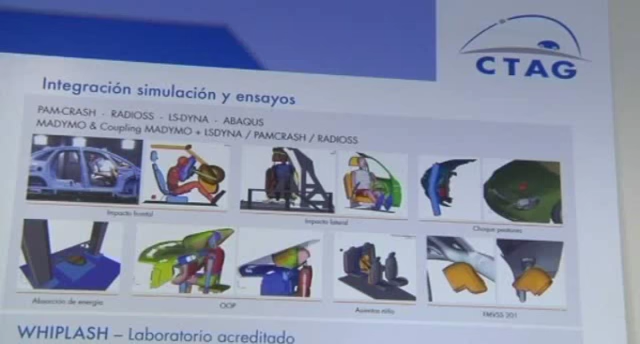 CTAG
Integración simulación y ensayos
PAM-CRASH - RADIOSS - LS-DYNA - ABAQUS
MADYMO & Coupling MADYMO + LSDYNA / PAMCRASH / RADIOSS
Impacto frontal
Impacto lateral
Choque peatones
Absorción de energía
OOP
Asientos niño
FMVSS 201
WHIPLASH – Laboratorio acreditado